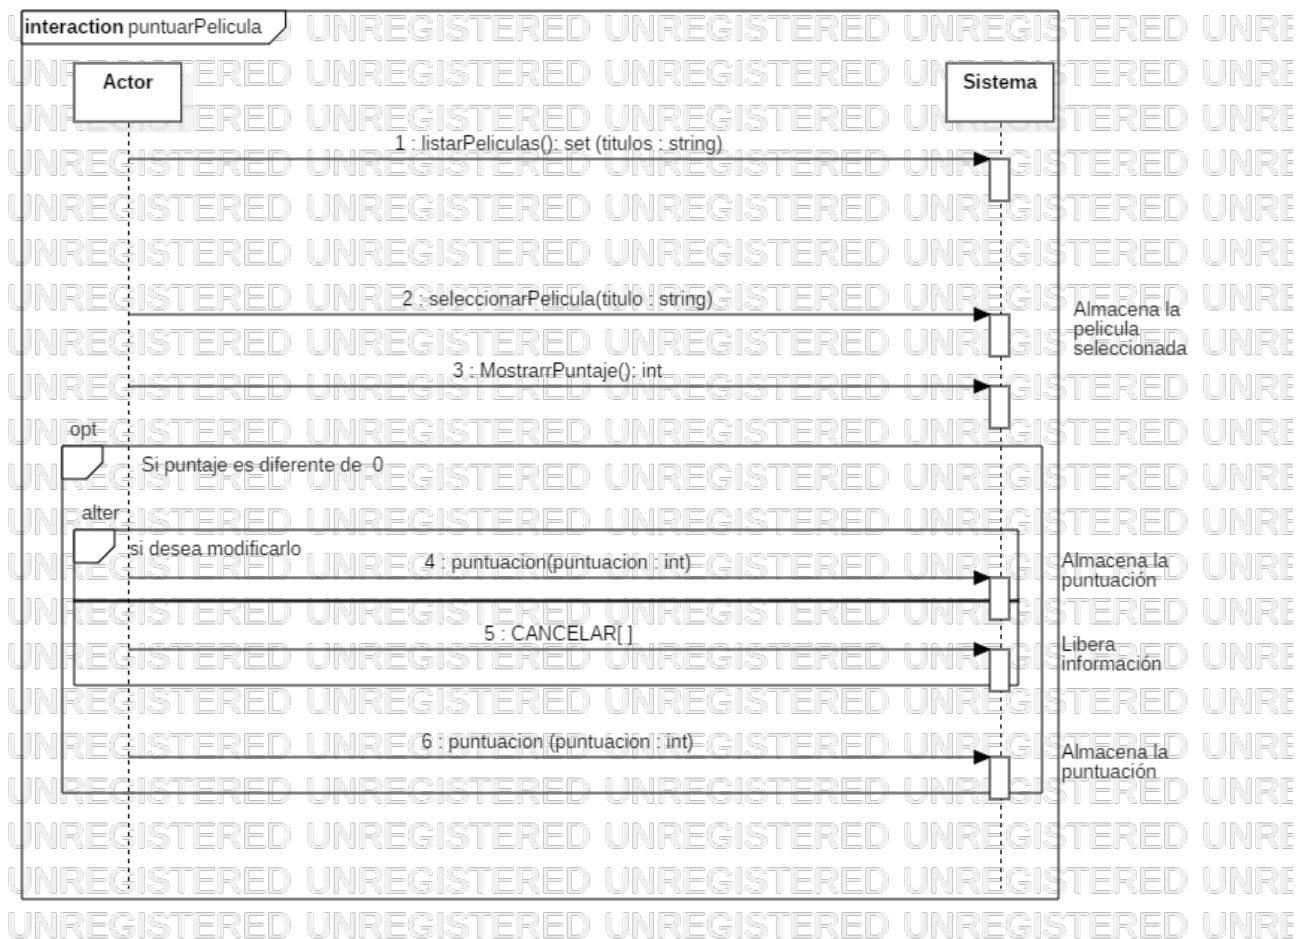 interaction puntuarPelicula
Actor
Sistema
1 : listarPeliculas(): set (titulos : string)
2 : seleccionarPelicula(titulo : string)
Almacena la
pelicula
seleccionada
3 : MostrarrPuntaje(): int
opt
Si puntaje es diferente de  0
alter
si desea modificarlo
4 : puntuacion(puntuacion : int)
Almacena la
puntuación
5 : CANCELAR[ ]
Libera
información
6 : puntuacion (puntuacion : int)
Almacena la
puntuación
UNREGISTERED UNREGISTERED UNREGISTERED UNREGISTERED UNRE